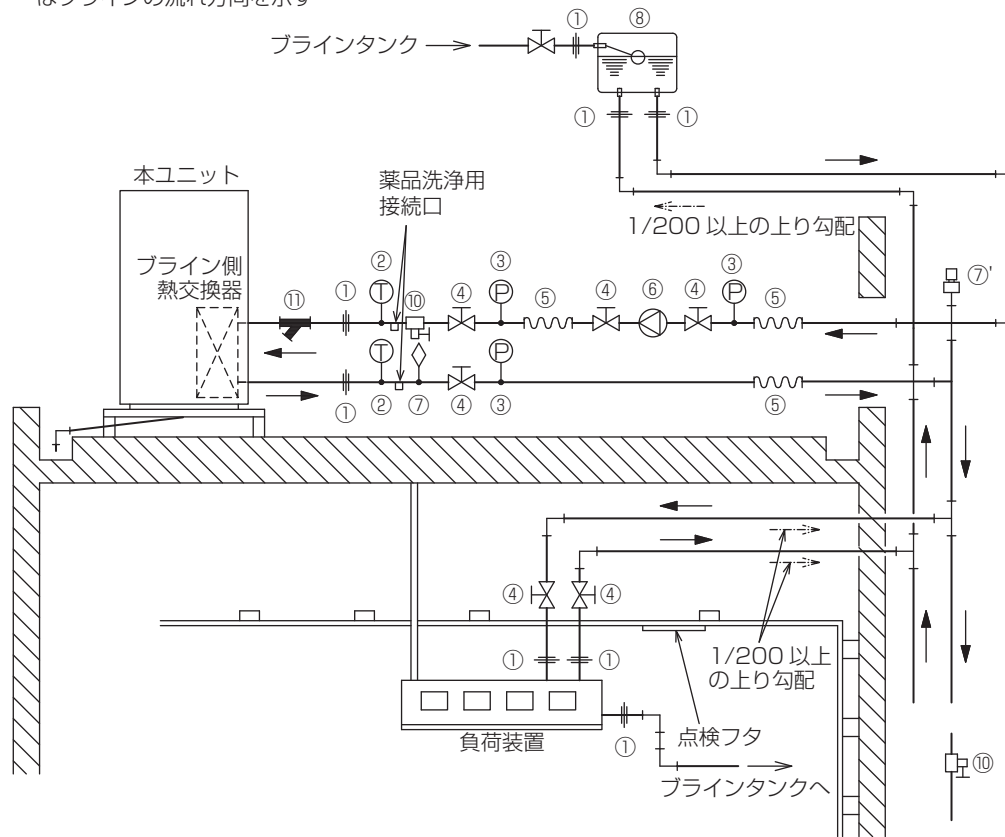 はブラインの流れ方向を示す
① ⑧
ブラインタンク
① ①
本ユニット
薬品洗浄用
接続口
1/200 以上の上り勾配
ブライン側
熱交換器
⑪ ① ② T ⑩ ④ ③ P ⑤ ④ ⑥ ④ ③ P ⑤ ⑦'
① ② T ⑦ ④ ③ P ⑤
④ ④
① ①
1/200 以上
の上り勾配
負荷装置
①
点検フタ
ブラインタンクへ
⑩